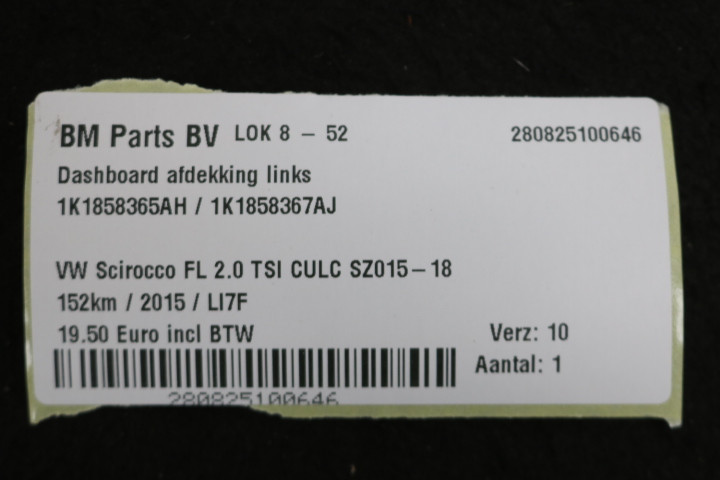 BM Parts BV LOK 8 - 52 280825100646
Dashboard afdekking links
1K1858365AH / 1K1858367AJ
VW Scirocco FL 2.0 TSI CULC SZ015-18
152km / 2015 / LI7F
19.50 Euro incl BTW Verz: 10
Aantal: 1
280825100646